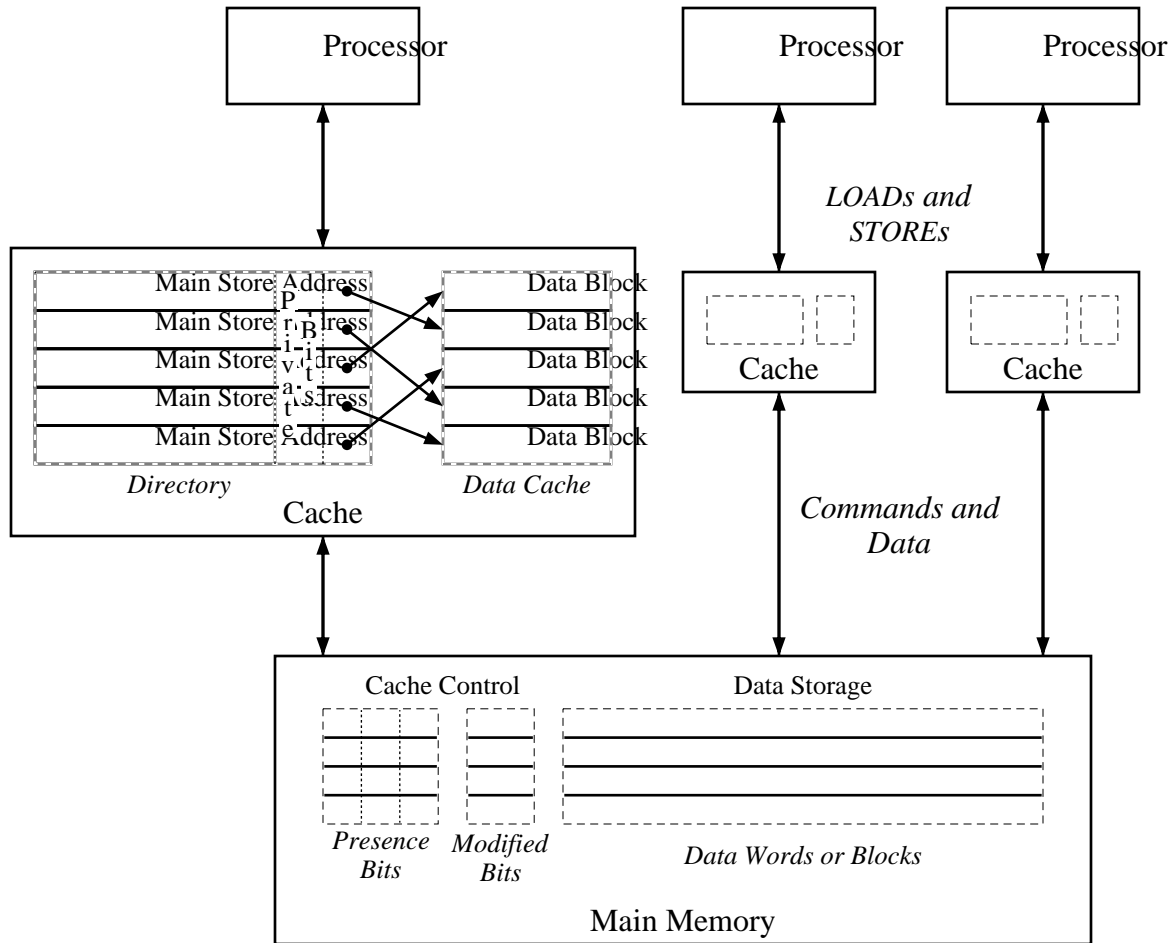 Processor
Processor
Processor
LOADs and
STOREs
Main Store Address
Data Block
Main Store Address
Data Block
Main Store Address
Data Block
Main Store Address
Data Block
Main Store Address
Data Block
Private
Bits
Directory
Data Cache
Cache
Cache
Cache
Commands and
Data
Cache Control
Data Storage
Presence
Bits
Modified
Bits
Data Words or Blocks
Main Memory